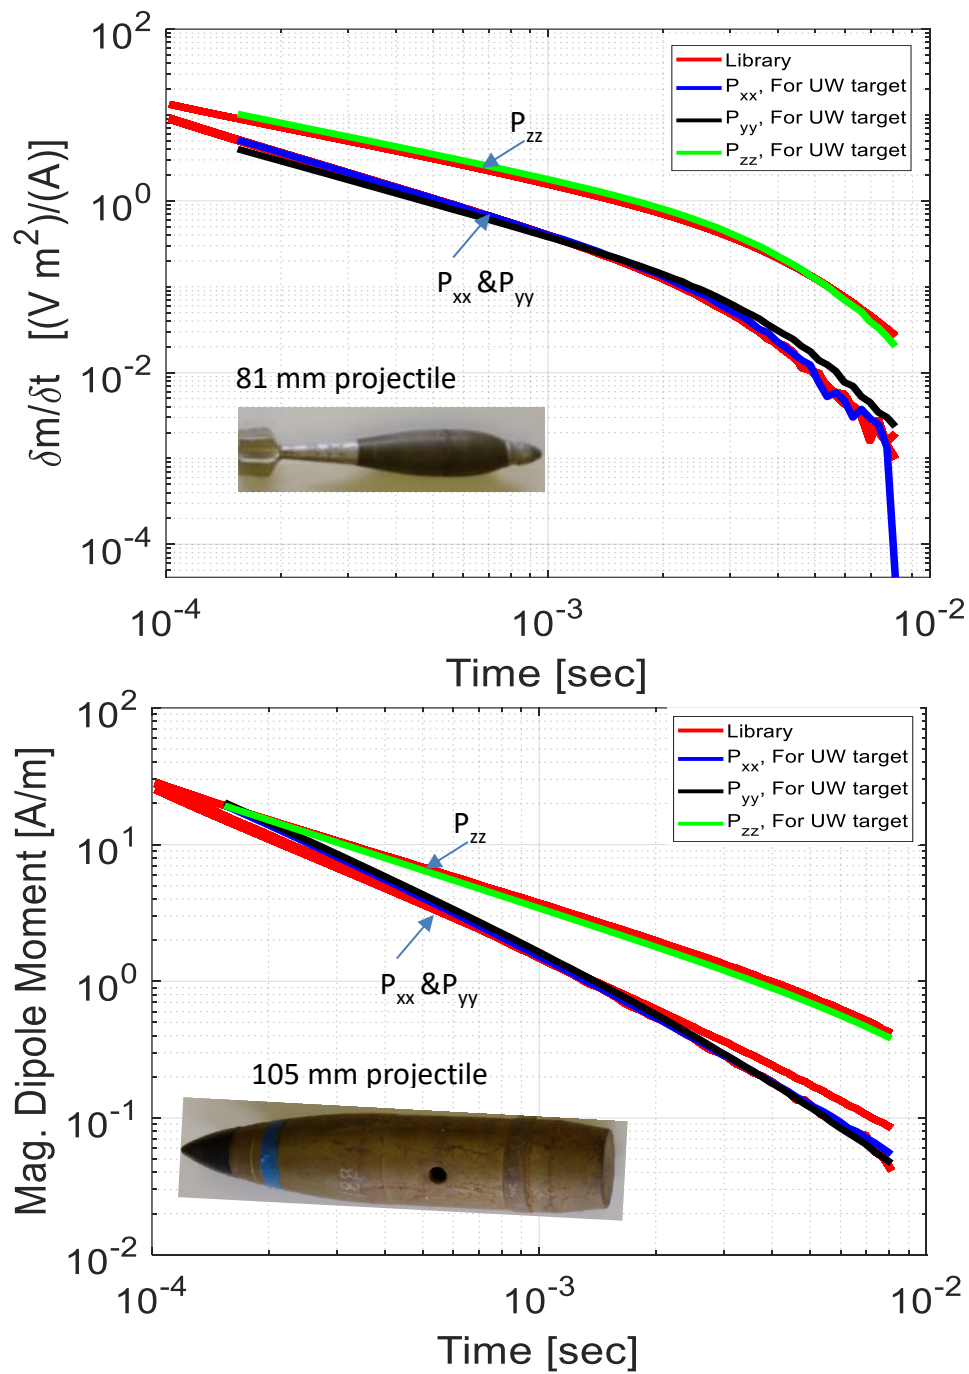 10^2
10^0
10^-2
10^-4
δm/δt [(V m^2)/(A)]
Library
P_xx, For UW target
P_yy, For UW target
P_zz, For UW target
P_zz
P_xx &P_yy
81 mm projectile
10^-4 10^-3 10^-2
Time [sec]
10^2
10^1
10^0
10^-1
10^-2
Mag. Dipole Moment [A/m]
Library
P_xx, For UW target
P_yy, For UW target
P_zz, For UW target
P_zz
P_xx &P_yy
105 mm projectile
10^-4 10^-3 10^-2
Time [sec]